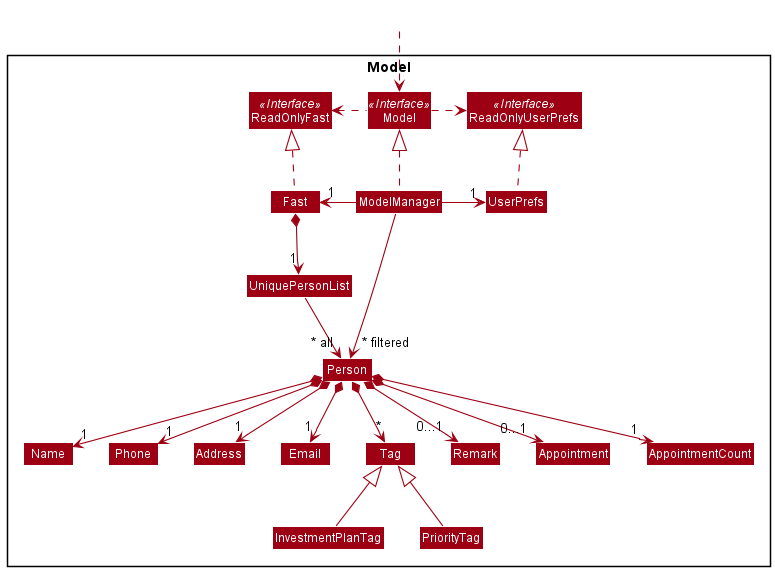 Model
«Interface»
ReadOnlyFast
«Interface»
Model
«Interface»
ReadOnlyUserPrefs
Fast
1
ModelManager
1
UserPrefs
1
UniquePersonList
* all
* filtered
Person
1
1
1
1
*
0...1
0...1
1
Name
Phone
Address
Email
Tag
Remark
Appointment
AppointmentCount
InvestmentPlanTag
PriorityTag